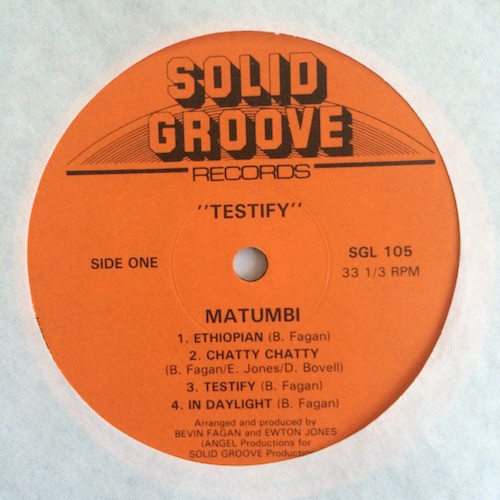 SOLID
GROOVE
RECORDS
"TESTIFY"
SIDE ONE
SGL 105
33 1/3 RPM
MATUMBI
1. ETHIOPIAN (B. Fagan)
2. CHATTY CHATTY
(B. Fagan/E. Jones/D. Bovell)
3. TESTIFY (B. Fagan)
4. IN DAYLIGHT (B. Fagan)
Arranged and produced by
BEVIN FAGAN and EWTON JONES
(ANGEL Productions for
SOLID GROOVE